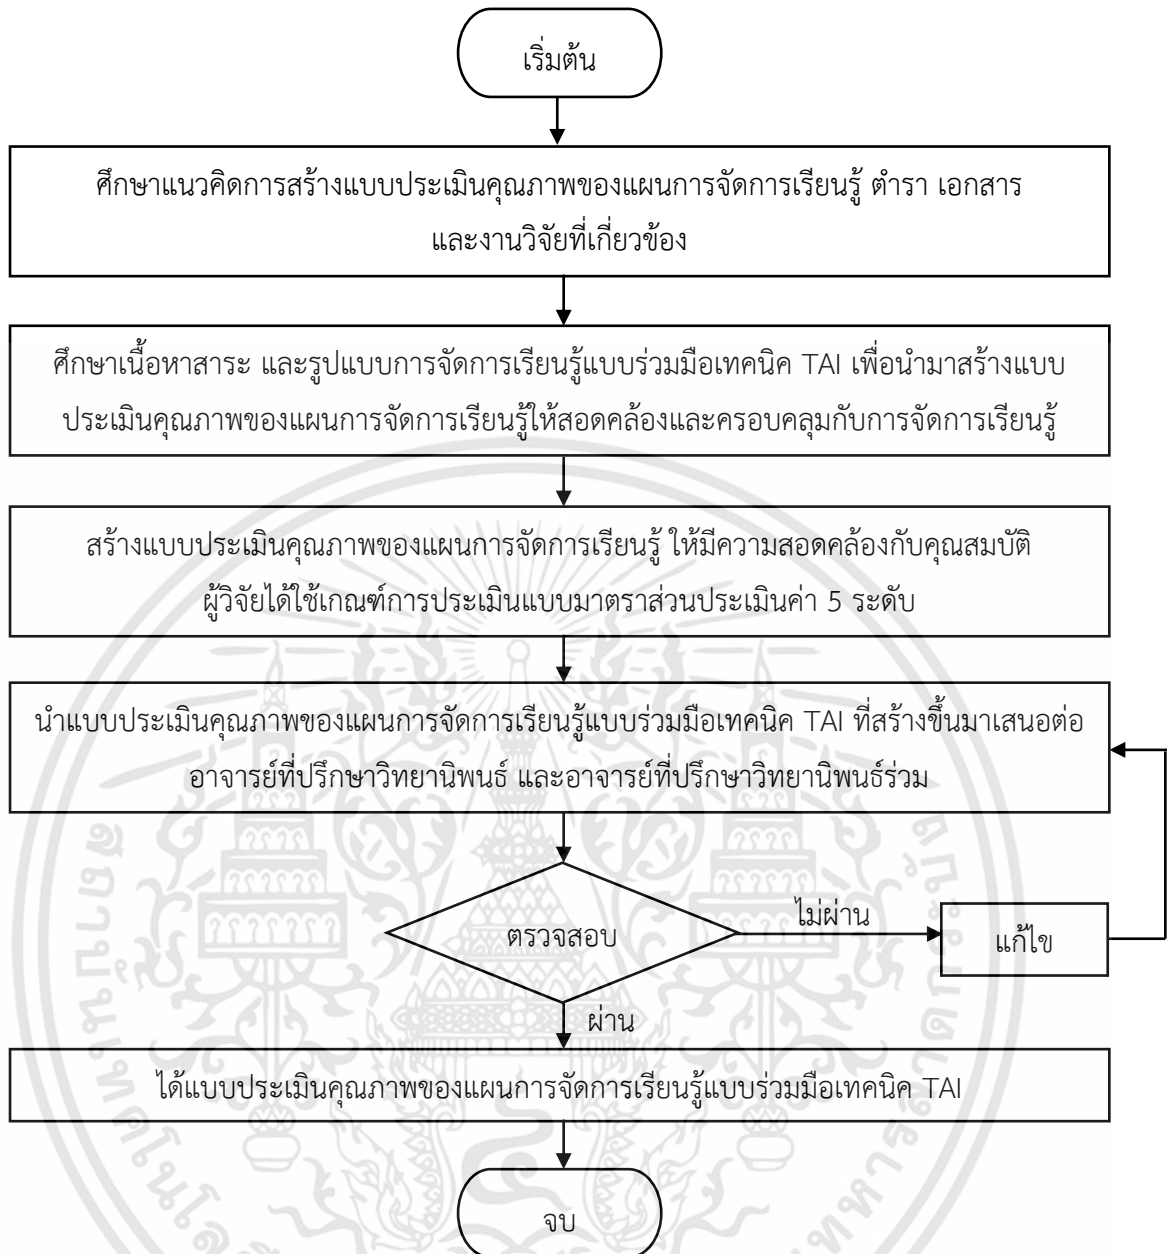 เริ่มต้น
ศึกษาแนวคิดการสร้างแบบประเมินคุณภาพของแผนการจัดการเรียนรู้ ตำรา เอกสาร
และงานวิจัยที่เกี่ยวข้อง
ศึกษาเนื้อหาสาระ และรูปแบบการจัดการเรียนรู้แบบร่วมมือเทคนิค TAI เพื่อนำมาสร้างแบบ
ประเมินคุณภาพของแผนการจัดการเรียนรู้ให้สอดคล้องและครอบคลุมกับการจัดการเรียนรู้
สร้างแบบประเมินคุณภาพของแผนการจัดการเรียนรู้ ให้มีความสอดคล้องกับคุณสมบัติ
ผู้วิจัยได้ใช้เกณฑ์การประเมินแบบมาตราส่วนประเมินค่า 5 ระดับ
นำแบบประเมินคุณภาพของแผนการจัดการเรียนรู้แบบร่วมมือเทคนิค TAI ที่สร้างขึ้นมาเสนอต่อ
อาจารย์ที่ปรึกษาวิทยานิพนธ์ และอาจารย์ที่ปรึกษาวิทยานิพนธ์ร่วม
ตรวจสอบ
ไม่ผ่าน
แก้ไข
ผ่าน
ได้แบบประเมินคุณภาพของแผนการจัดการเรียนรู้แบบร่วมมือเทคนิค TAI
จบ